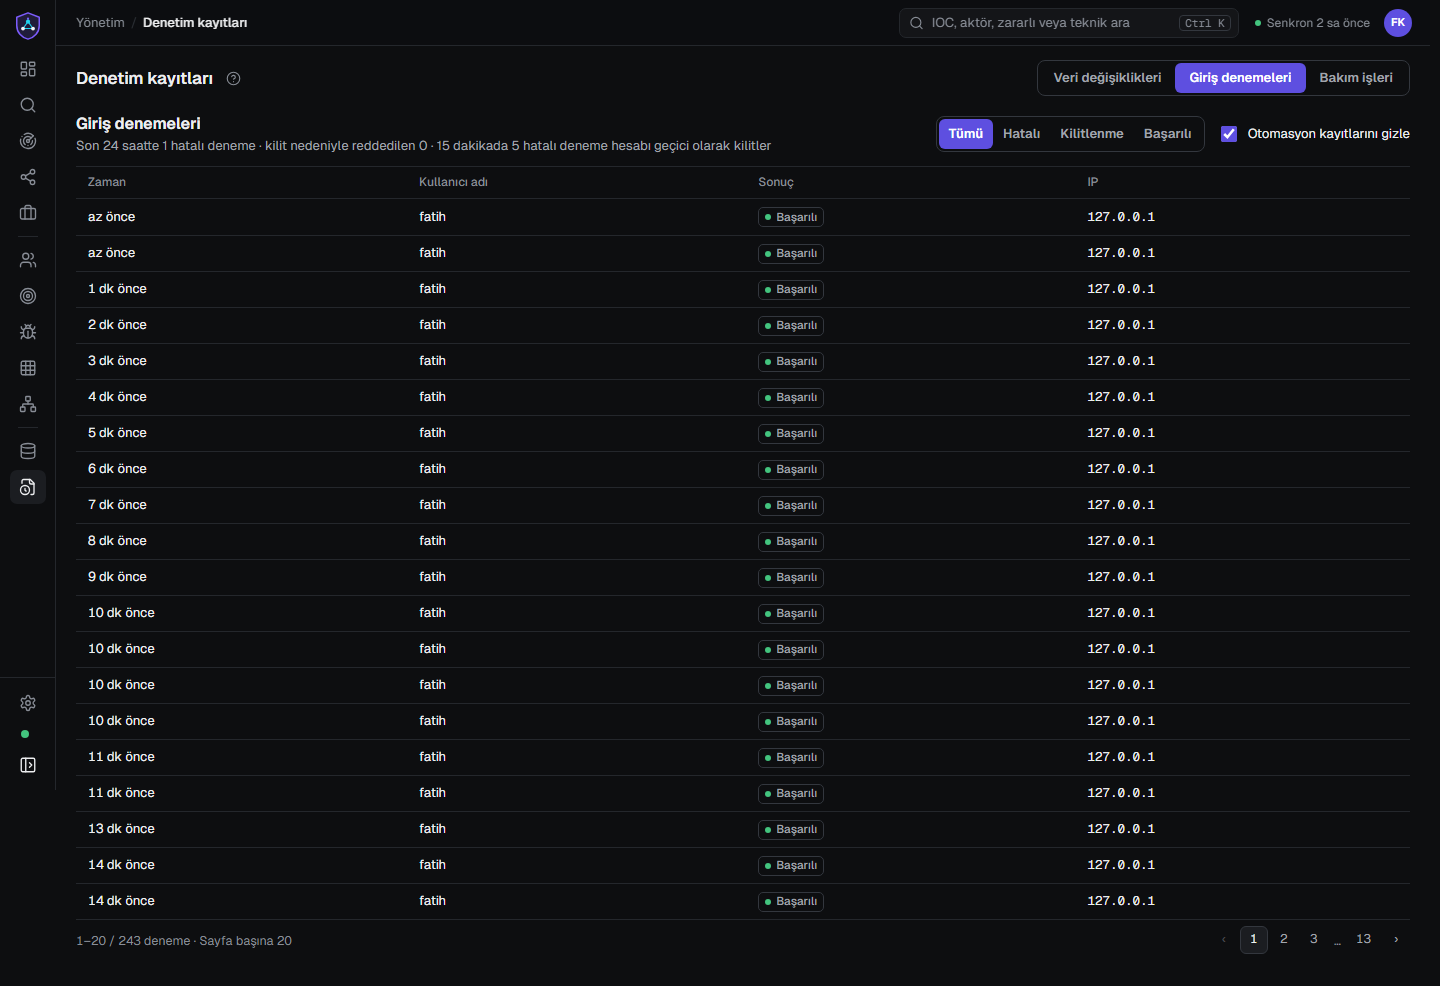 Yönetim / Denetim kayıtları
IOC, aktör, zararlı veya teknik ara Ctrl K
Senkron 2 sa önce
FK
Denetim kayıtları ?
Veri değişiklikleri Giriş denemeleri Bakım işleri
Giriş denemeleri
Son 24 saatte 1 hatalı deneme · kilit nedeniyle reddedilen 0 · 15 dakikada 5 hatalı deneme hesabı geçici olarak kilitler
Tümü Hatalı Kilitlenme Başarılı Otomasyon kayıtlarını gizle
Zaman Kullanıcı adı Sonuç IP
az önce fatih Başarılı 127.0.0.1
az önce fatih Başarılı 127.0.0.1
1 dk önce fatih Başarılı 127.0.0.1
2 dk önce fatih Başarılı 127.0.0.1
3 dk önce fatih Başarılı 127.0.0.1
4 dk önce fatih Başarılı 127.0.0.1
5 dk önce fatih Başarılı 127.0.0.1
6 dk önce fatih Başarılı 127.0.0.1
7 dk önce fatih Başarılı 127.0.0.1
8 dk önce fatih Başarılı 127.0.0.1
9 dk önce fatih Başarılı 127.0.0.1
10 dk önce fatih Başarılı 127.0.0.1
10 dk önce fatih Başarılı 127.0.0.1
10 dk önce fatih Başarılı 127.0.0.1
10 dk önce fatih Başarılı 127.0.0.1
11 dk önce fatih Başarılı 127.0.0.1
11 dk önce fatih Başarılı 127.0.0.1
13 dk önce fatih Başarılı 127.0.0.1
14 dk önce fatih Başarılı 127.0.0.1
14 dk önce fatih Başarılı 127.0.0.1
1–20 / 243 deneme · Sayfa başına 20
‹ 1 2 3 … 13 ›